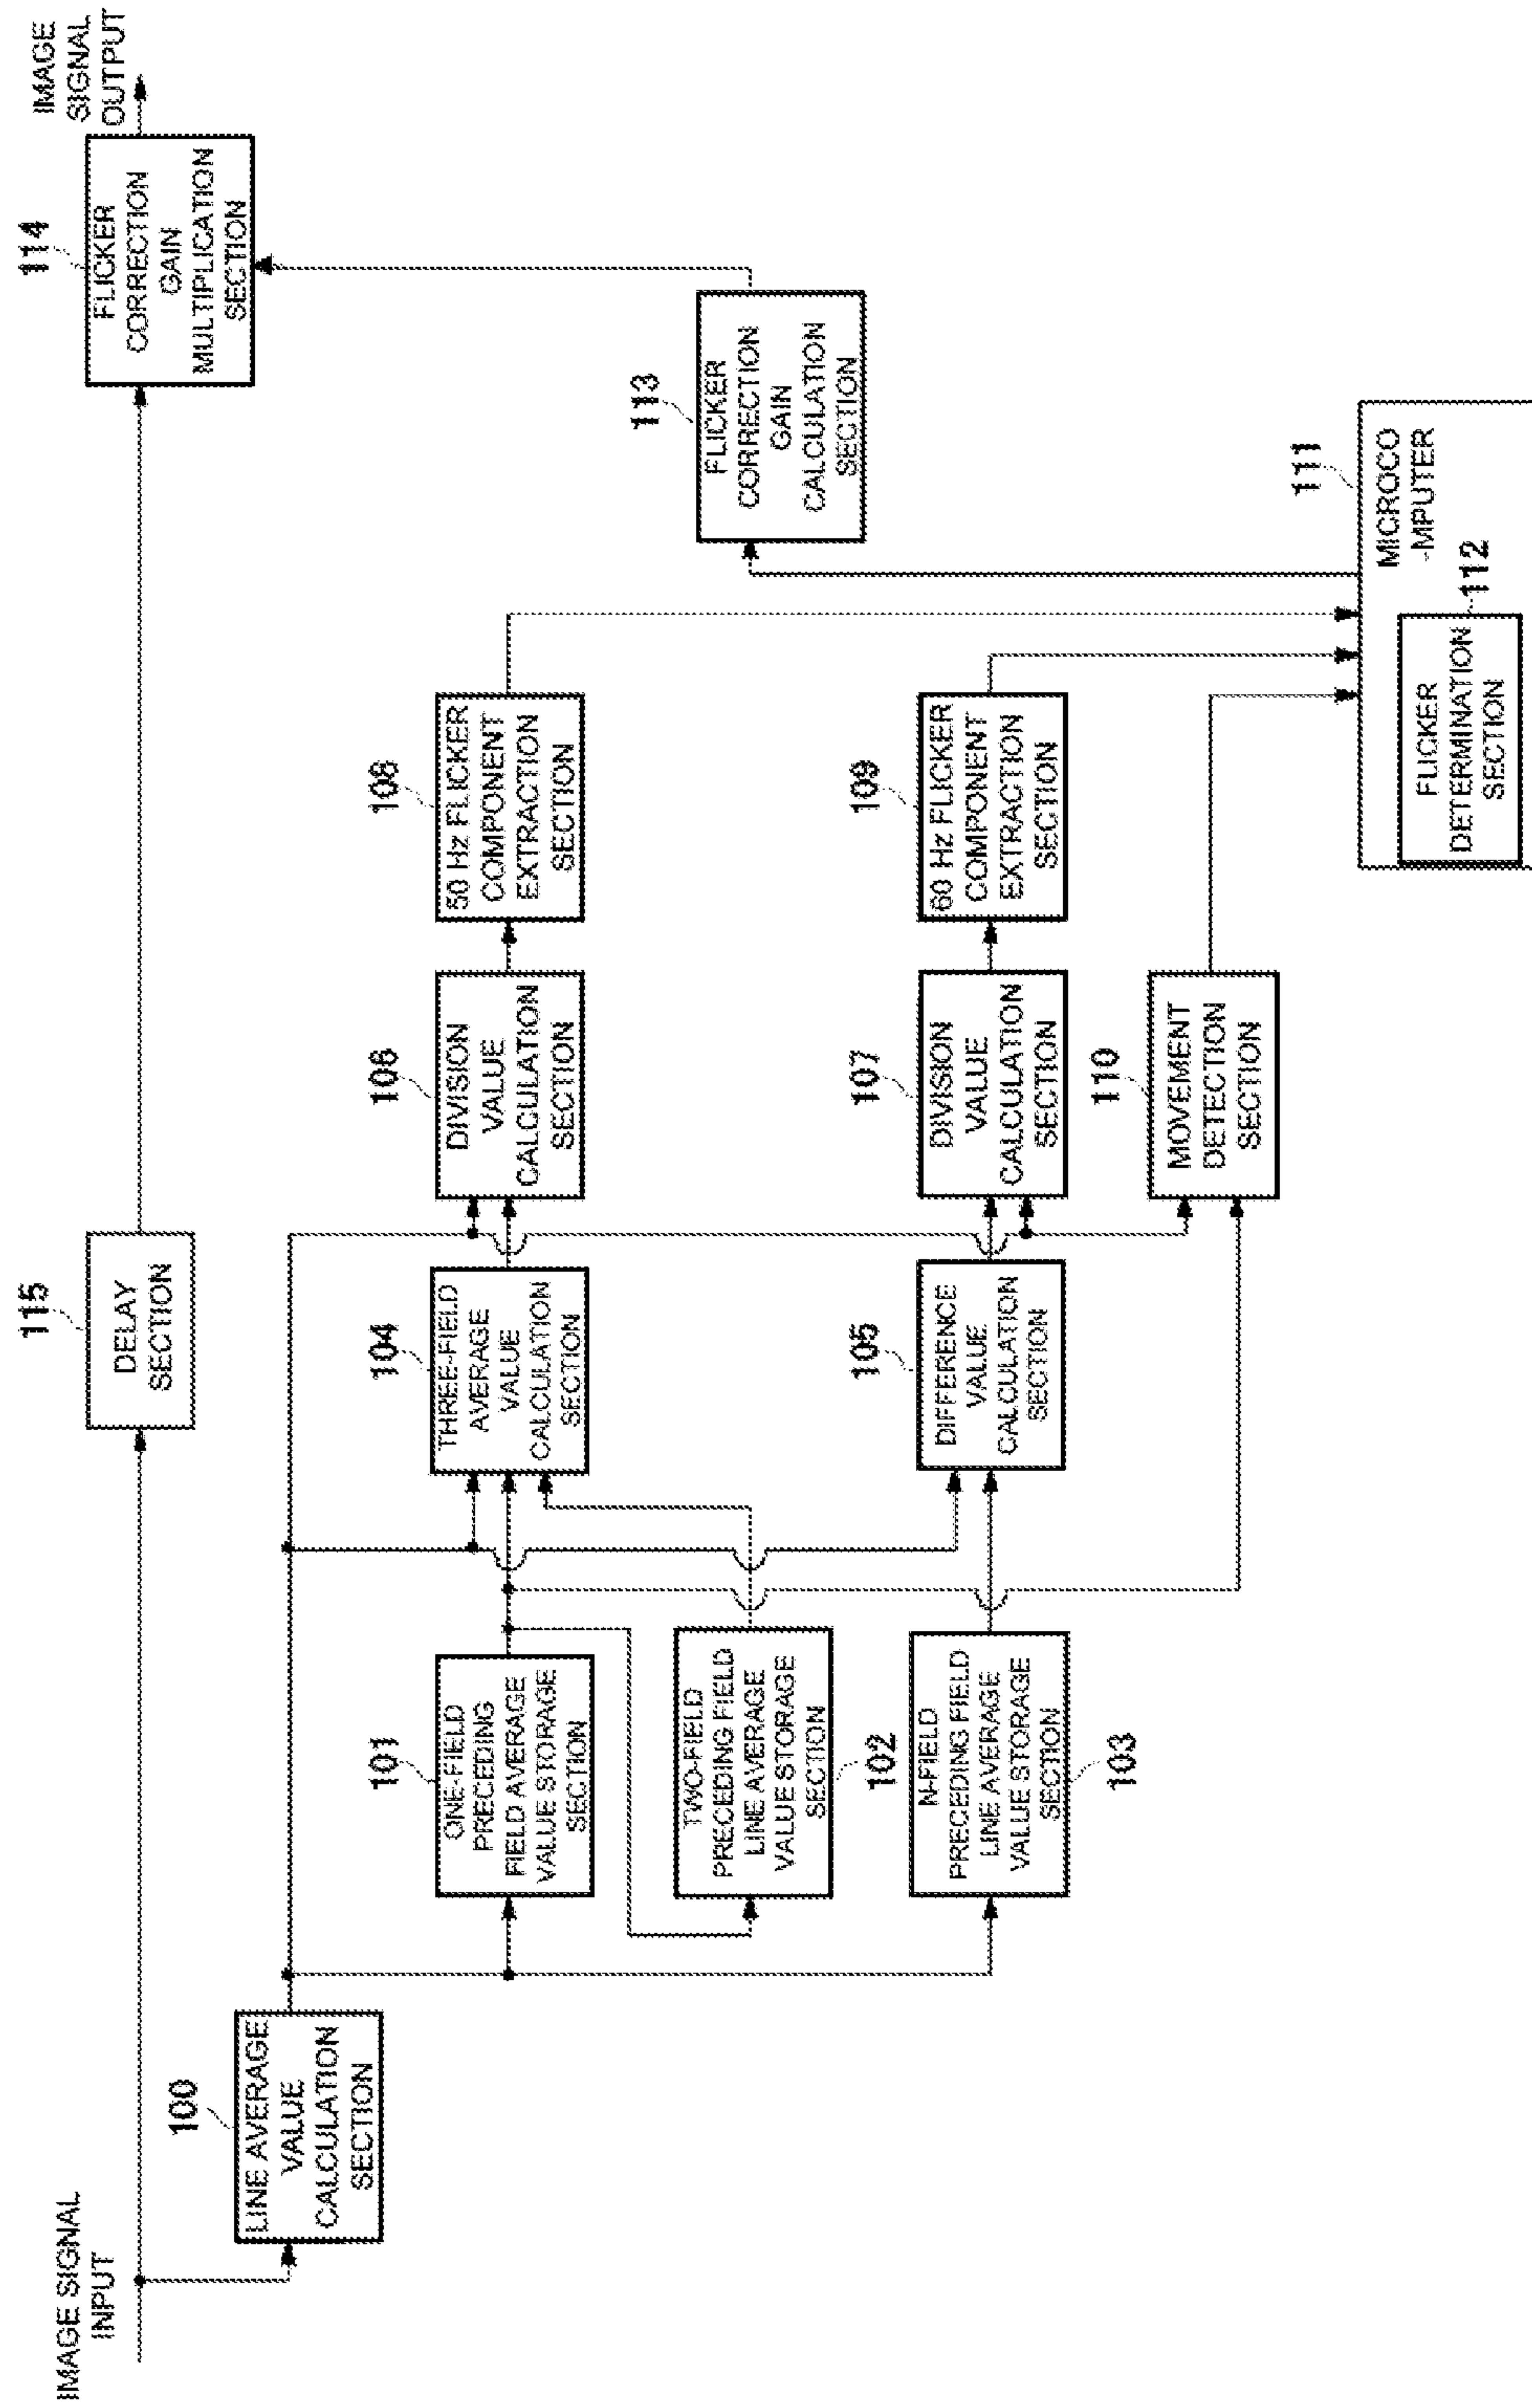 IMAGE SIGNAL
INPUT
100
LINE AVERAGE
VALUE
CALCULATION
SECTION
101
ONE-FIELD
PRECEDING
FIELD AVERAGE
VALUE STORAGE
SECTION
TWO-FIELD
PRECEDING FIELD
LINE AVERAGE
VALUE STORAGE
SECTION
102
N-FIELD
PRECEDING FIELD
LINE AVERAGE
VALUE STORAGE
SECTION
103
115
DELAY
SECTION
104
THREE-FIELD
AVERAGE
VALUE
CALCULATION
SECTION
105
DIFFERENCE
VALUE
CALCULATION
SECTION
106
DIVISION
VALUE
CALCULATION
SECTION
107
DIVISION
VALUE
CALCULATION
SECTION
110
MOVEMENT
DETECTION
SECTION
108
50 Hz FLICKER
COMPONENT
EXTRACTION
SECTION
109
60 Hz FLICKER
COMPONENT
EXTRACTION
SECTION
111
MICROCO
-MPUTER
112
FLICKER
DETERMINATION
SECTION
113
FLICKER
CORRECTION
GAIN
CALCULATION
SECTION
114
FLICKER
CORRECTION
GAIN
MULTIPLICATION
SECTION
IMAGE
SIGNAL
OUTPUT